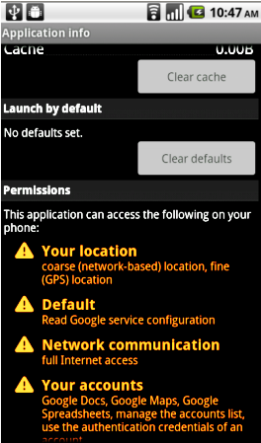 10:47 AM
Application info
Cache 0.00B
Clear cache
Launch by default
No defaults set.
Clear defaults
Permissions
This application can access the following on your
phone:
Your location
coarse (network-based) location, fine
(GPS) location
Default
Read Google service configuration
Network communication
full Internet access
Your accounts
Google Docs, Google Maps, Google
Spreadsheets, manage the accounts list,
use the authentication credentials of an
account